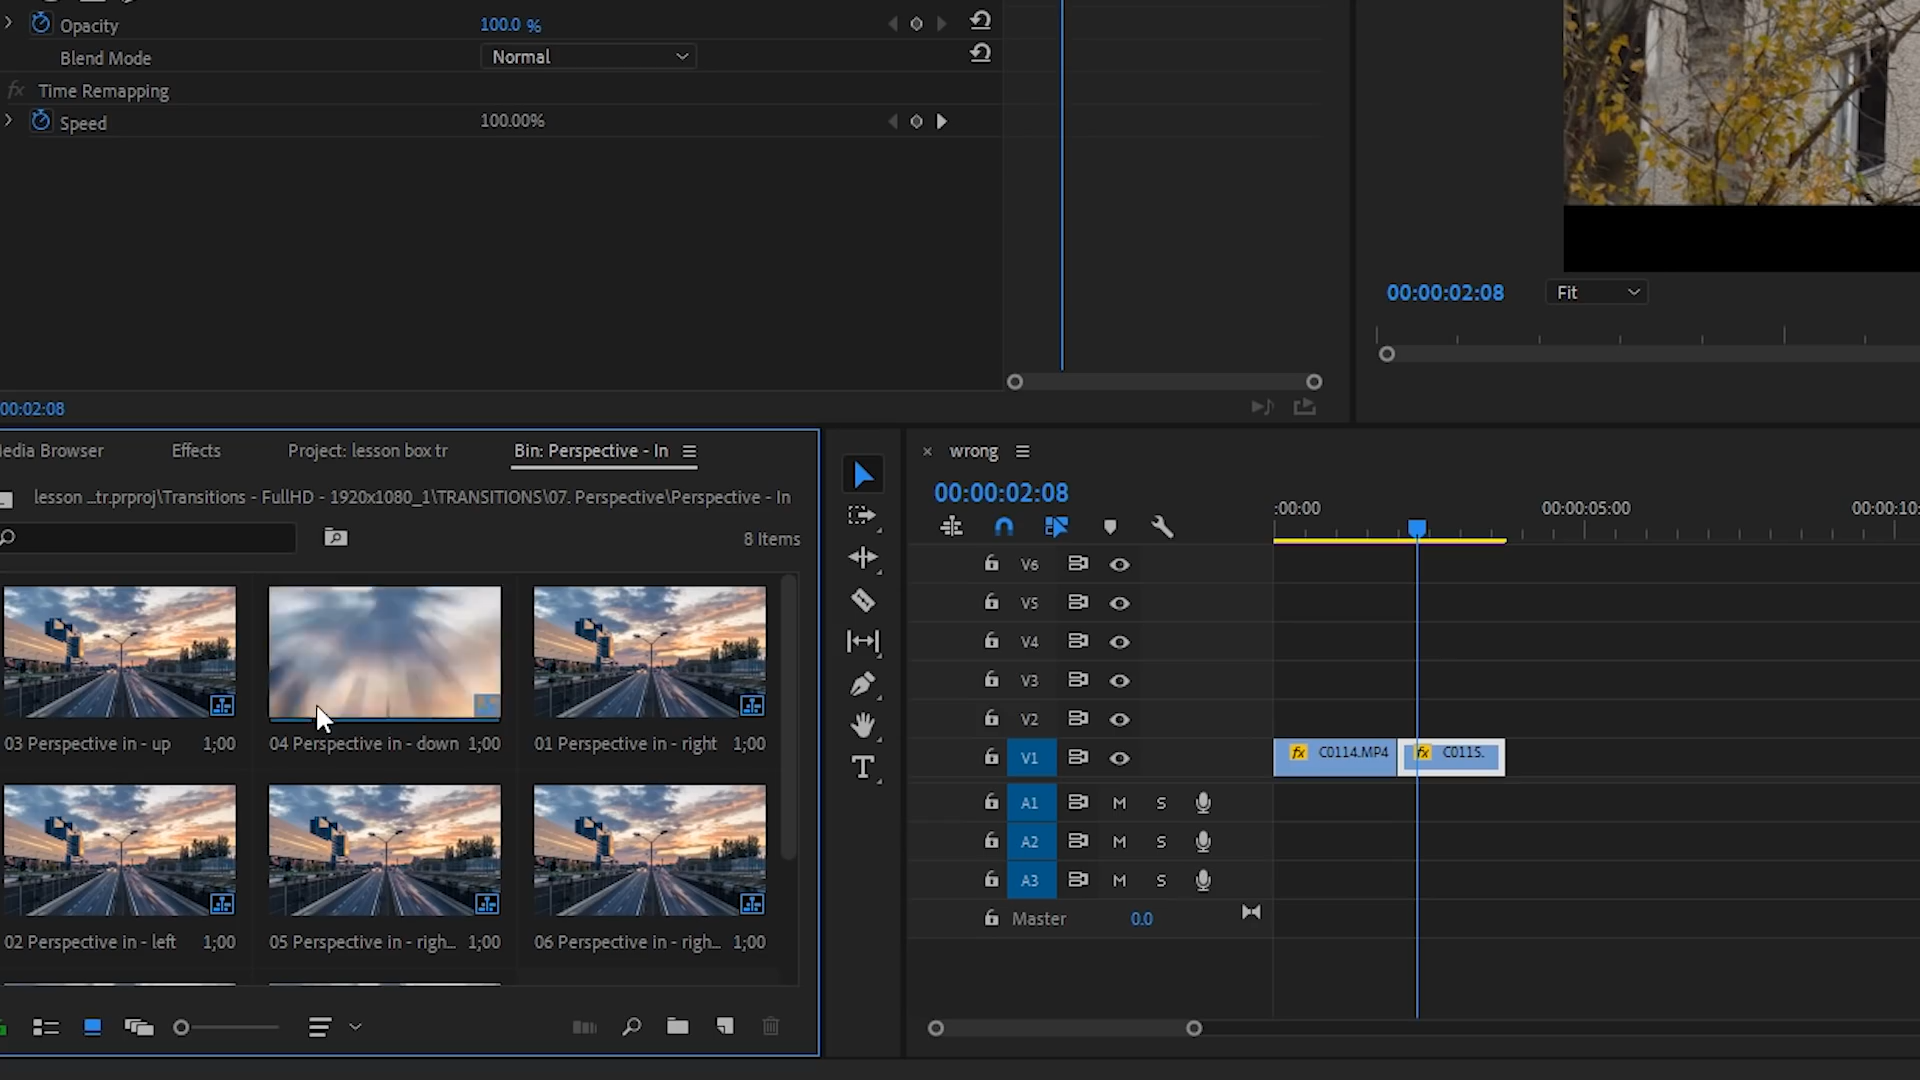 Opacity
100.0 %
Blend Mode
Normal
fx Time Remapping
Speed
100.00%
00:00:02:08
Fit
00:02:08
Media Browser
Effects
Project: lesson box tr
Bin: Perspective - In
lesson ...tr.prproj\Transitions - FullHD - 1920x1080_1\TRANSITIONS\07. Perspective\Perspective - In
8 Items
03 Perspective in - up 1;00
04 Perspective in - down 1;00
01 Perspective in - right 1;00
02 Perspective in - left 1;00
05 Perspective in - righ... 1;00
06 Perspective in - righ... 1;00
× wrong
00:00:02:08
:00:00
00:00:05:00
00:00:10:
V6
V5
V4
V3
V2
V1
fx C0114.MP4
fx C0115.
A1 M S
A2 M S
A3 M S
Master 0.0